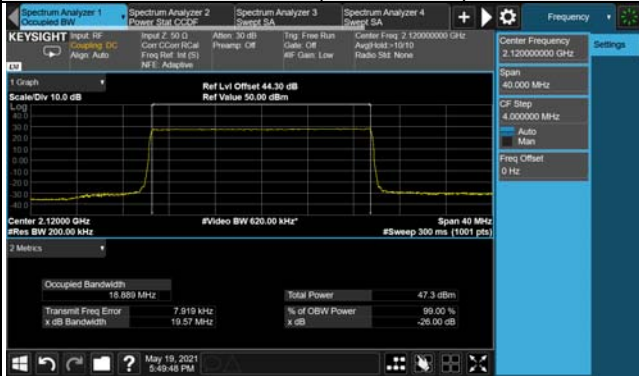 Spectrum Analyzer 1
Occupied BW
Spectrum Analyzer 2
Power Stat CCDF
Spectrum Analyzer 3
Swept SA
Spectrum Analyzer 4
Swept SA
Frequency
KEYSIGHT
Input: RF
Coupling: DC
Align: Auto
Input Z: 50 Ω
Corr CCorr RCal
Freq Ref: Int (S)
NFE: Adaptive
Atten: 30 dB
Preamp: Off
Trig: Free Run
Gate: Off
#IF Gain: Low
Center Freq: 2.120000000 GHz
Avg|Hold:>10/10
Radio Std: None
LXI
Center Frequency
2.120000000 GHz
Settings
Span
40.000 MHz
CF Step
4.000000 MHz
Auto
Man
Freq Offset
0 Hz
1 Graph
Scale/Div 10.0 dB
Ref Lvl Offset 44.30 dB
Ref Value 50.00 dBm
Log
40.0
30.0
20.0
10.0
0.00
-10.0
-20.0
-30.0
-40.0
Center 2.12000 GHz
#Res BW 200.00 kHz
#Video BW 620.00 kHz*
Span 40 MHz
#Sweep 300 ms (1001 pts)
2 Metrics
Occupied Bandwidth
18.889 MHz
Total Power 47.3 dBm
Transmit Freq Error 7.919 kHz
% of OBW Power 99.00 %
x dB Bandwidth 19.57 MHz
x dB -26.00 dB
May 19, 2021
5:49:48 PM